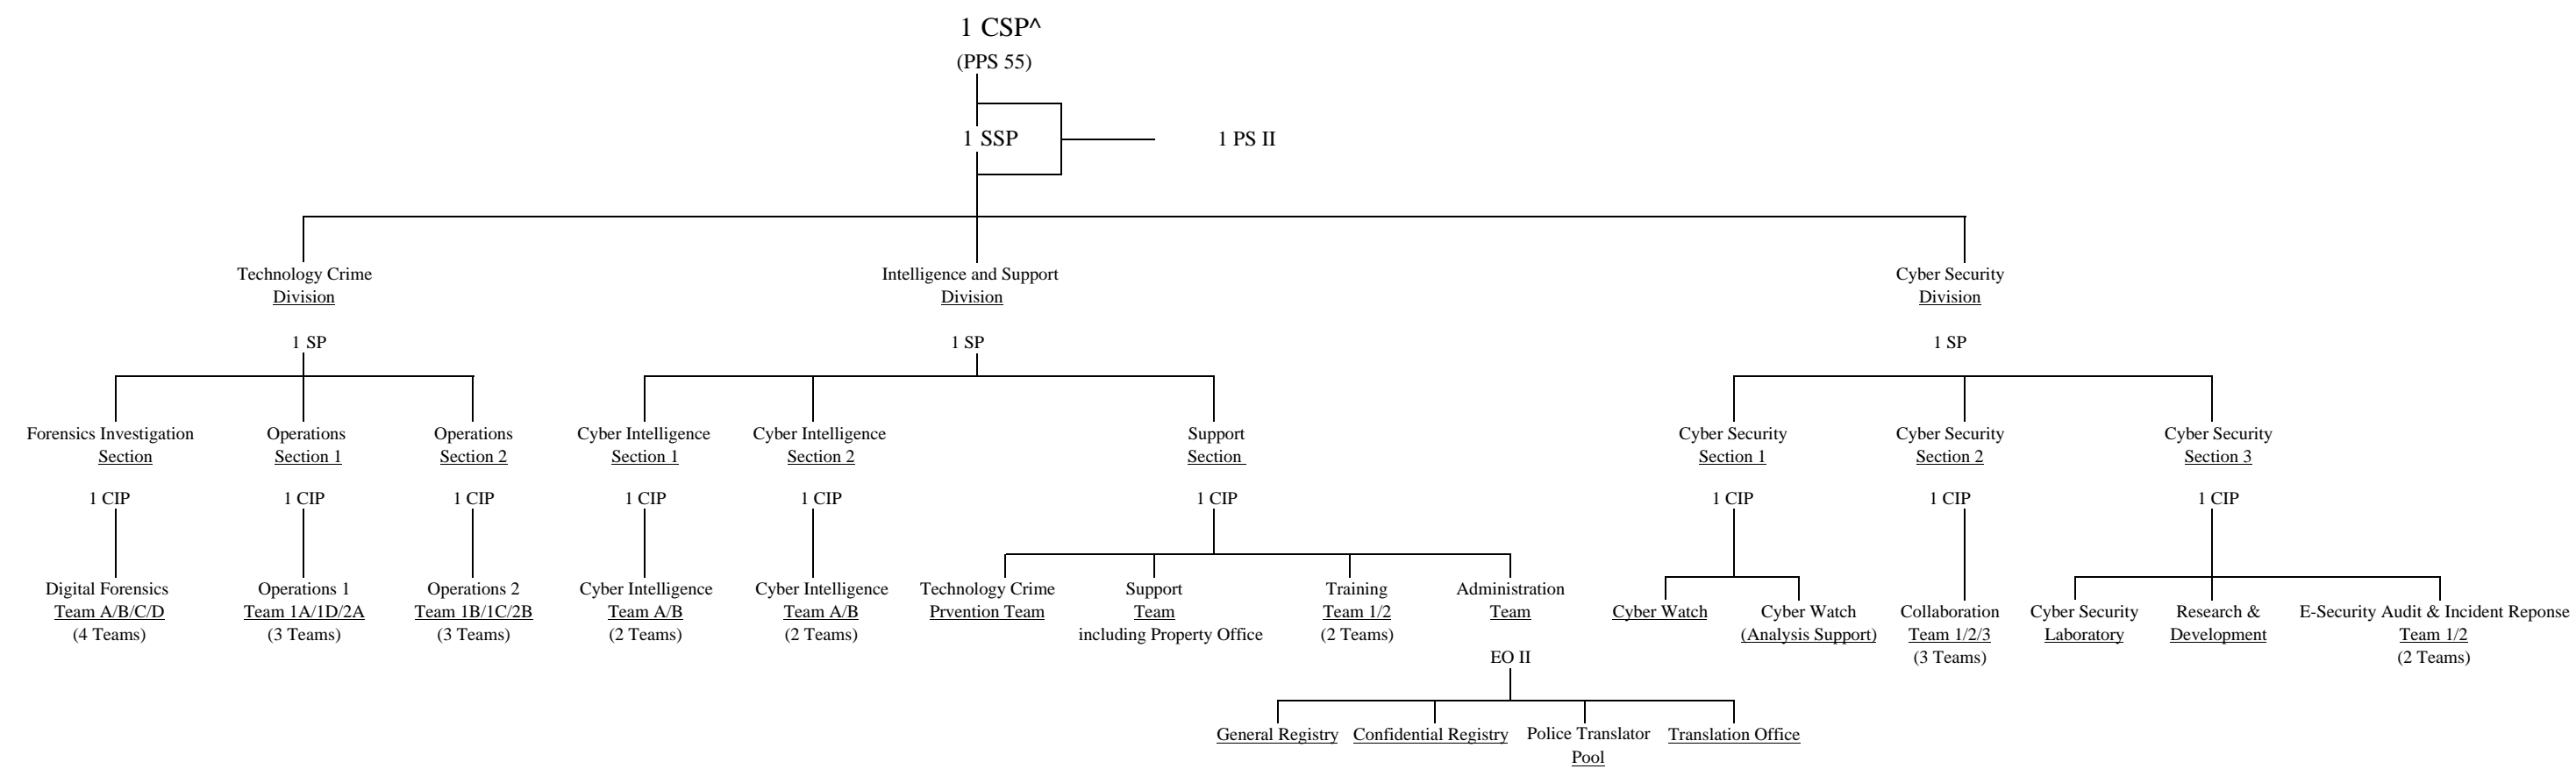 1 CSP^
(PPS 55)
1 SSP
1 PS II
Technology Crime
Division
Intelligence and Support
Division
Cyber Security
Division
1 SP
1 SP
1 SP
Forensics Investigation
Section
Operations
Section 1
Operations
Section 2
Cyber Intelligence
Section 1
Cyber Intelligence
Section 2
Support
Section
Cyber Security
Section 1
Cyber Security
Section 2
Cyber Security
Section 3
1 CIP
1 CIP
1 CIP
1 CIP
1 CIP
1 CIP
1 CIP
1 CIP
1 CIP
Digital Forensics
Team A/B/C/D
(4 Teams)
Operations 1
Team 1A/1D/2A
(3 Teams)
Operations 2
Team 1B/1C/2B
(3 Teams)
Cyber Intelligence
Team A/B
(2 Teams)
Cyber Intelligence
Team A/B
(2 Teams)
Technology Crime
Prvention Team
Support
Team
including Property Office
Training
Team 1/2
(2 Teams)
Administration
Team
EO II
Cyber Watch
Cyber Watch
(Analysis Support)
Collaboration
Team 1/2/3
(3 Teams)
Cyber Security
Laboratory
Research &
Development
E-Security Audit & Incident Reponse
Team 1/2
(2 Teams)
General Registry
Confidential Registry
Police Translator
Pool
Translation Office